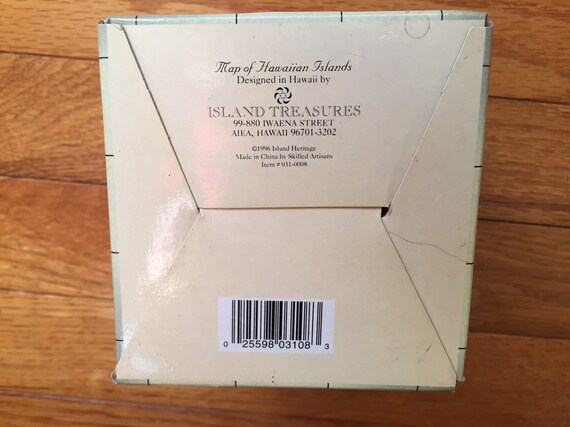 Map of Hawaiian Islands
Designed in Hawaii by
ISLAND TREASURES
99-880 IWAENA STREET
AIEA, HAWAII 96701-3202
©1996 Island Heritage
Made in China by Skilled Artisans
Item # 031-0008
0 25598 03108 3